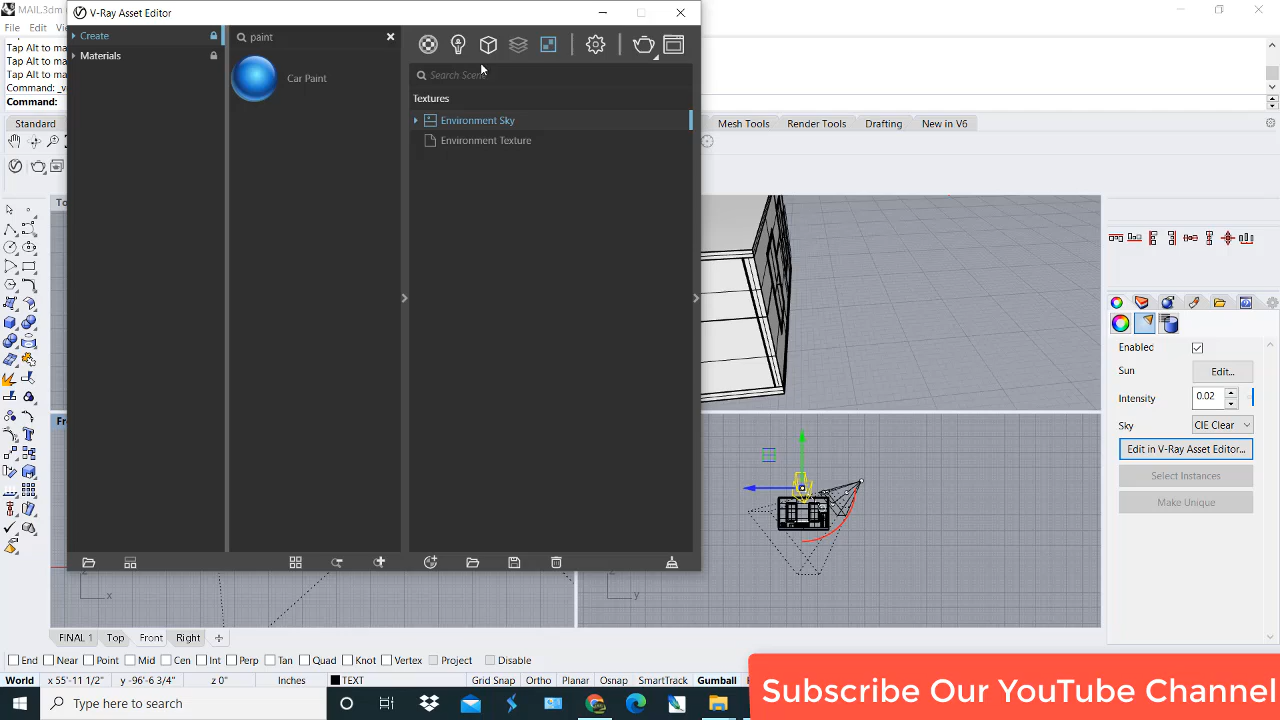 V-Ray Asset Editor
File
Edit
Tap Alt to ma
Tap Alt to ma
Command: _v
Command:
Create
Materials
paint
Car Paint
Search Scene
Textures
Environment Sky
Environment Texture
Standard
Mesh Tools
Render Tools
Drafting
New in V6
To
Fro
x
y
z
Enabled
Sun
Edit...
Intensity
0.02
Sky
CIE Clear
Edit in V-Ray Asset Editor...
Select Instances
Make Unique
FINAL 1
Top
Front
Right
End
Near
Point
Mid
Cen
Int
Perp
Tan
Quad
Knot
Vertex
Project
Disable
World
x 55'-11 1/2"
y -96'-6 3/4"
z 0"
Inches
TEXT
Grid Snap
Ortho
Planar
Osnap
SmartTrack
Gumball
Type here to search
Subscribe Our YouTube Channel